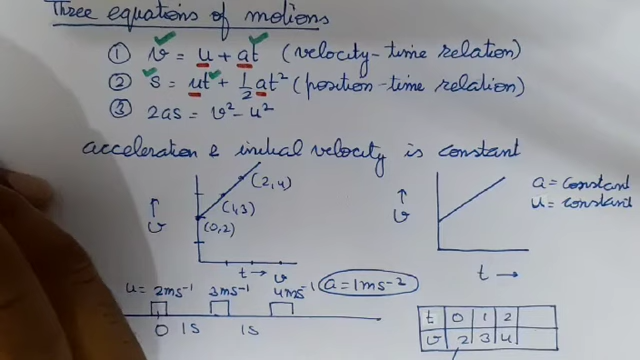 Three equations of motions
① v = u + at (velocity-time relation)
② s = ut + 1/2 at² (position-time relation)
③ 2as = v² - u²
acceleration & initial velocity is constant
(2,4)
(1,3)
(0,2)
↑
v
t → v
↑
v
t →
a = constant
u = constant
u = 2ms⁻¹ 3ms⁻¹ 4ms⁻¹ a = 1ms-2
0 1s 1s
t 0 1 2
v 2 3 4